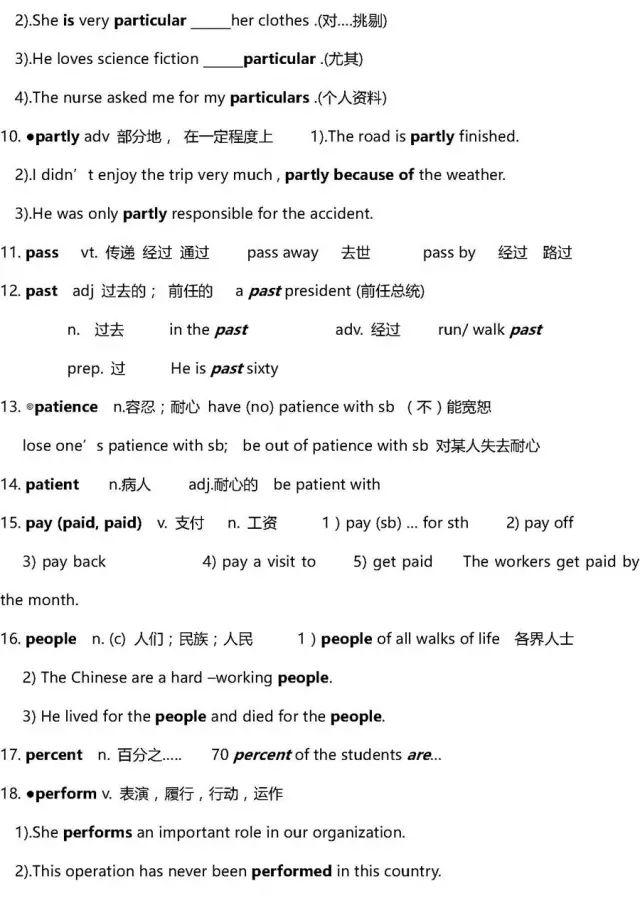 2).She is very particular ______her clothes .(对....挑剔)
3).He loves science fiction ______particular .(尤其)
4).The nurse asked me for my particulars .(个人资料)
10. ●partly adv 部分地， 在一定程度上 1).The road is partly finished.
2).I didn’t enjoy the trip very much , partly because of the weather.
3).He was only partly responsible for the accident.
11. pass vt. 传递 经过 通过 pass away 去世 pass by 经过 路过
12. past adj 过去的； 前任的 a past president (前任总统)
n. 过去 in the past adv. 经过 run/ walk past
prep. 过 He is past sixty
13. ◎patience n.容忍；耐心 have (no) patience with sb （ 不 ) 能宽恕
lose one’s patience with sb; be out of patience with sb 对某人失去耐心
14. patient n.病人 adj.耐心的 be patient with
15. pay (paid, paid) v. 支付 n. 工资 1 ) pay (sb) ... for sth 2) pay off
3) pay back 4) pay a visit to 5) get paid The workers get paid by
the month.
16. people n. (c) 人们；民族；人民 1 ) people of all walks of life 各界人士
2) The Chinese are a hard –working people.
3) He lived for the people and died for the people.
17. percent n. 百分之..... 70 percent of the students are...
18. ●perform v. 表演，履行，行动，运作
1).She performs an important role in our organization.
2).This operation has never been performed in this country.